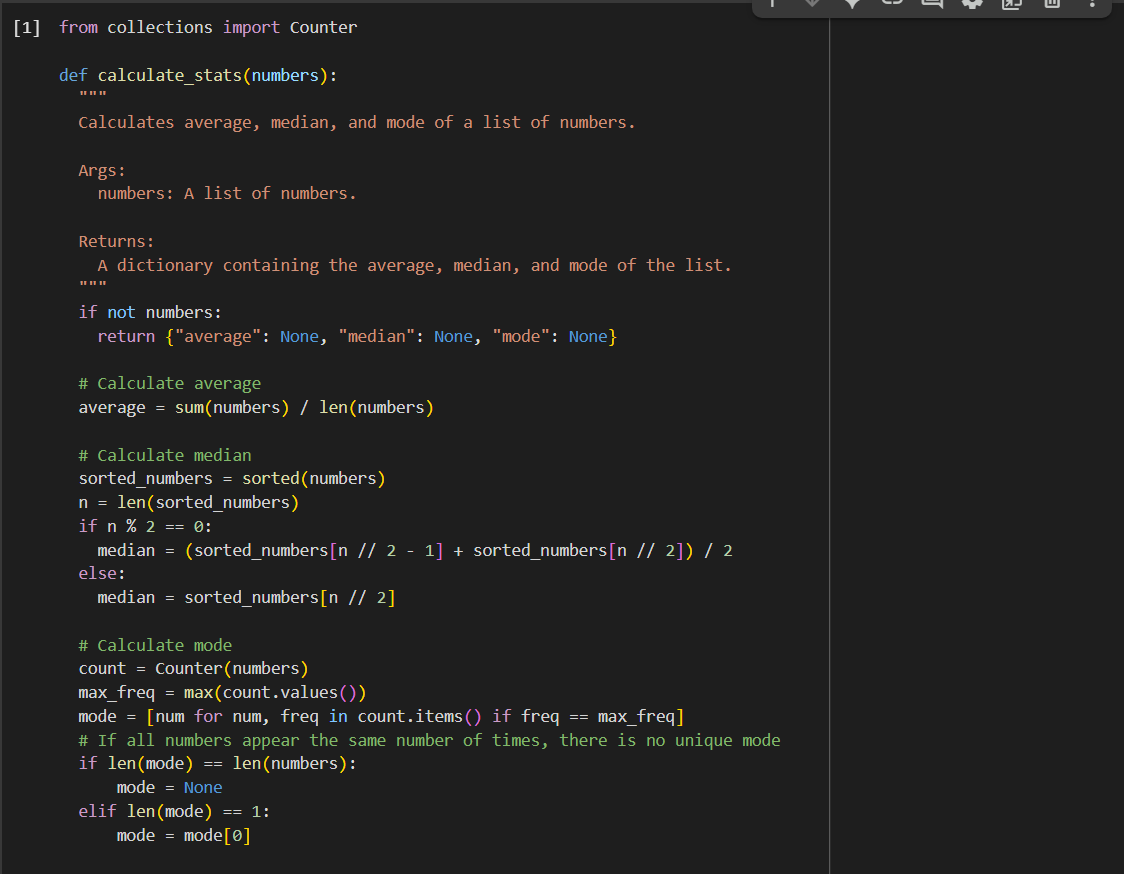 [1] from collections import Counter
def calculate_stats(numbers):
"""
Calculates average, median, and mode of a list of numbers.
Args:
numbers: A list of numbers.
Returns:
A dictionary containing the average, median, and mode of the list.
"""
if not numbers:
return {"average": None, "median": None, "mode": None}
# Calculate average
average = sum(numbers) / len(numbers)
# Calculate median
sorted_numbers = sorted(numbers)
n = len(sorted_numbers)
if n % 2 == 0:
median = (sorted_numbers[n // 2 - 1] + sorted_numbers[n // 2]) / 2
else:
median = sorted_numbers[n // 2]
# Calculate mode
count = Counter(numbers)
max_freq = max(count.values())
mode = [num for num, freq in count.items() if freq == max_freq]
# If all numbers appear the same number of times, there is no unique mode
if len(mode) == len(numbers):
mode = None
elif len(mode) == 1:
mode = mode[0]